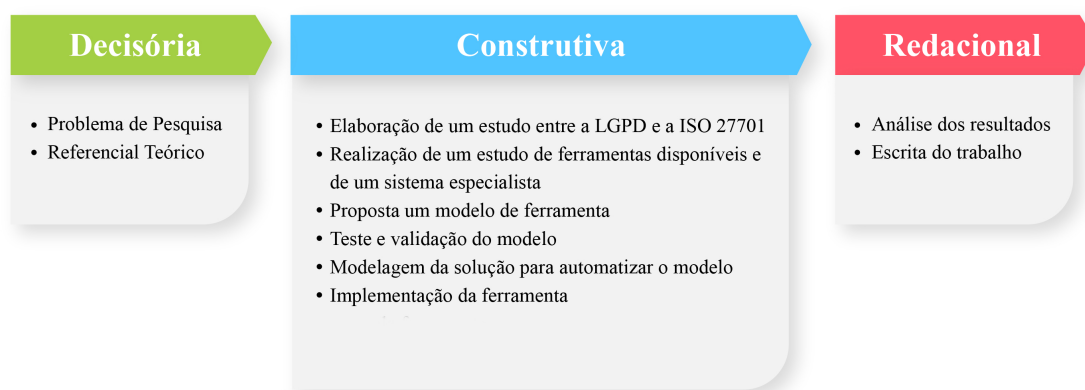 Decisória
• Problema de Pesquisa
• Referencial Teórico
Construtiva
• Elaboração de um estudo entre a LGPD e a ISO 27701
• Realização de um estudo de ferramentas disponíveis e
de um sistema especialista
• Proposta um modelo de ferramenta
• Teste e validação do modelo
• Modelagem da solução para automatizar o modelo
• Implementação da ferramenta
Redacional
• Análise dos resultados
• Escrita do trabalho